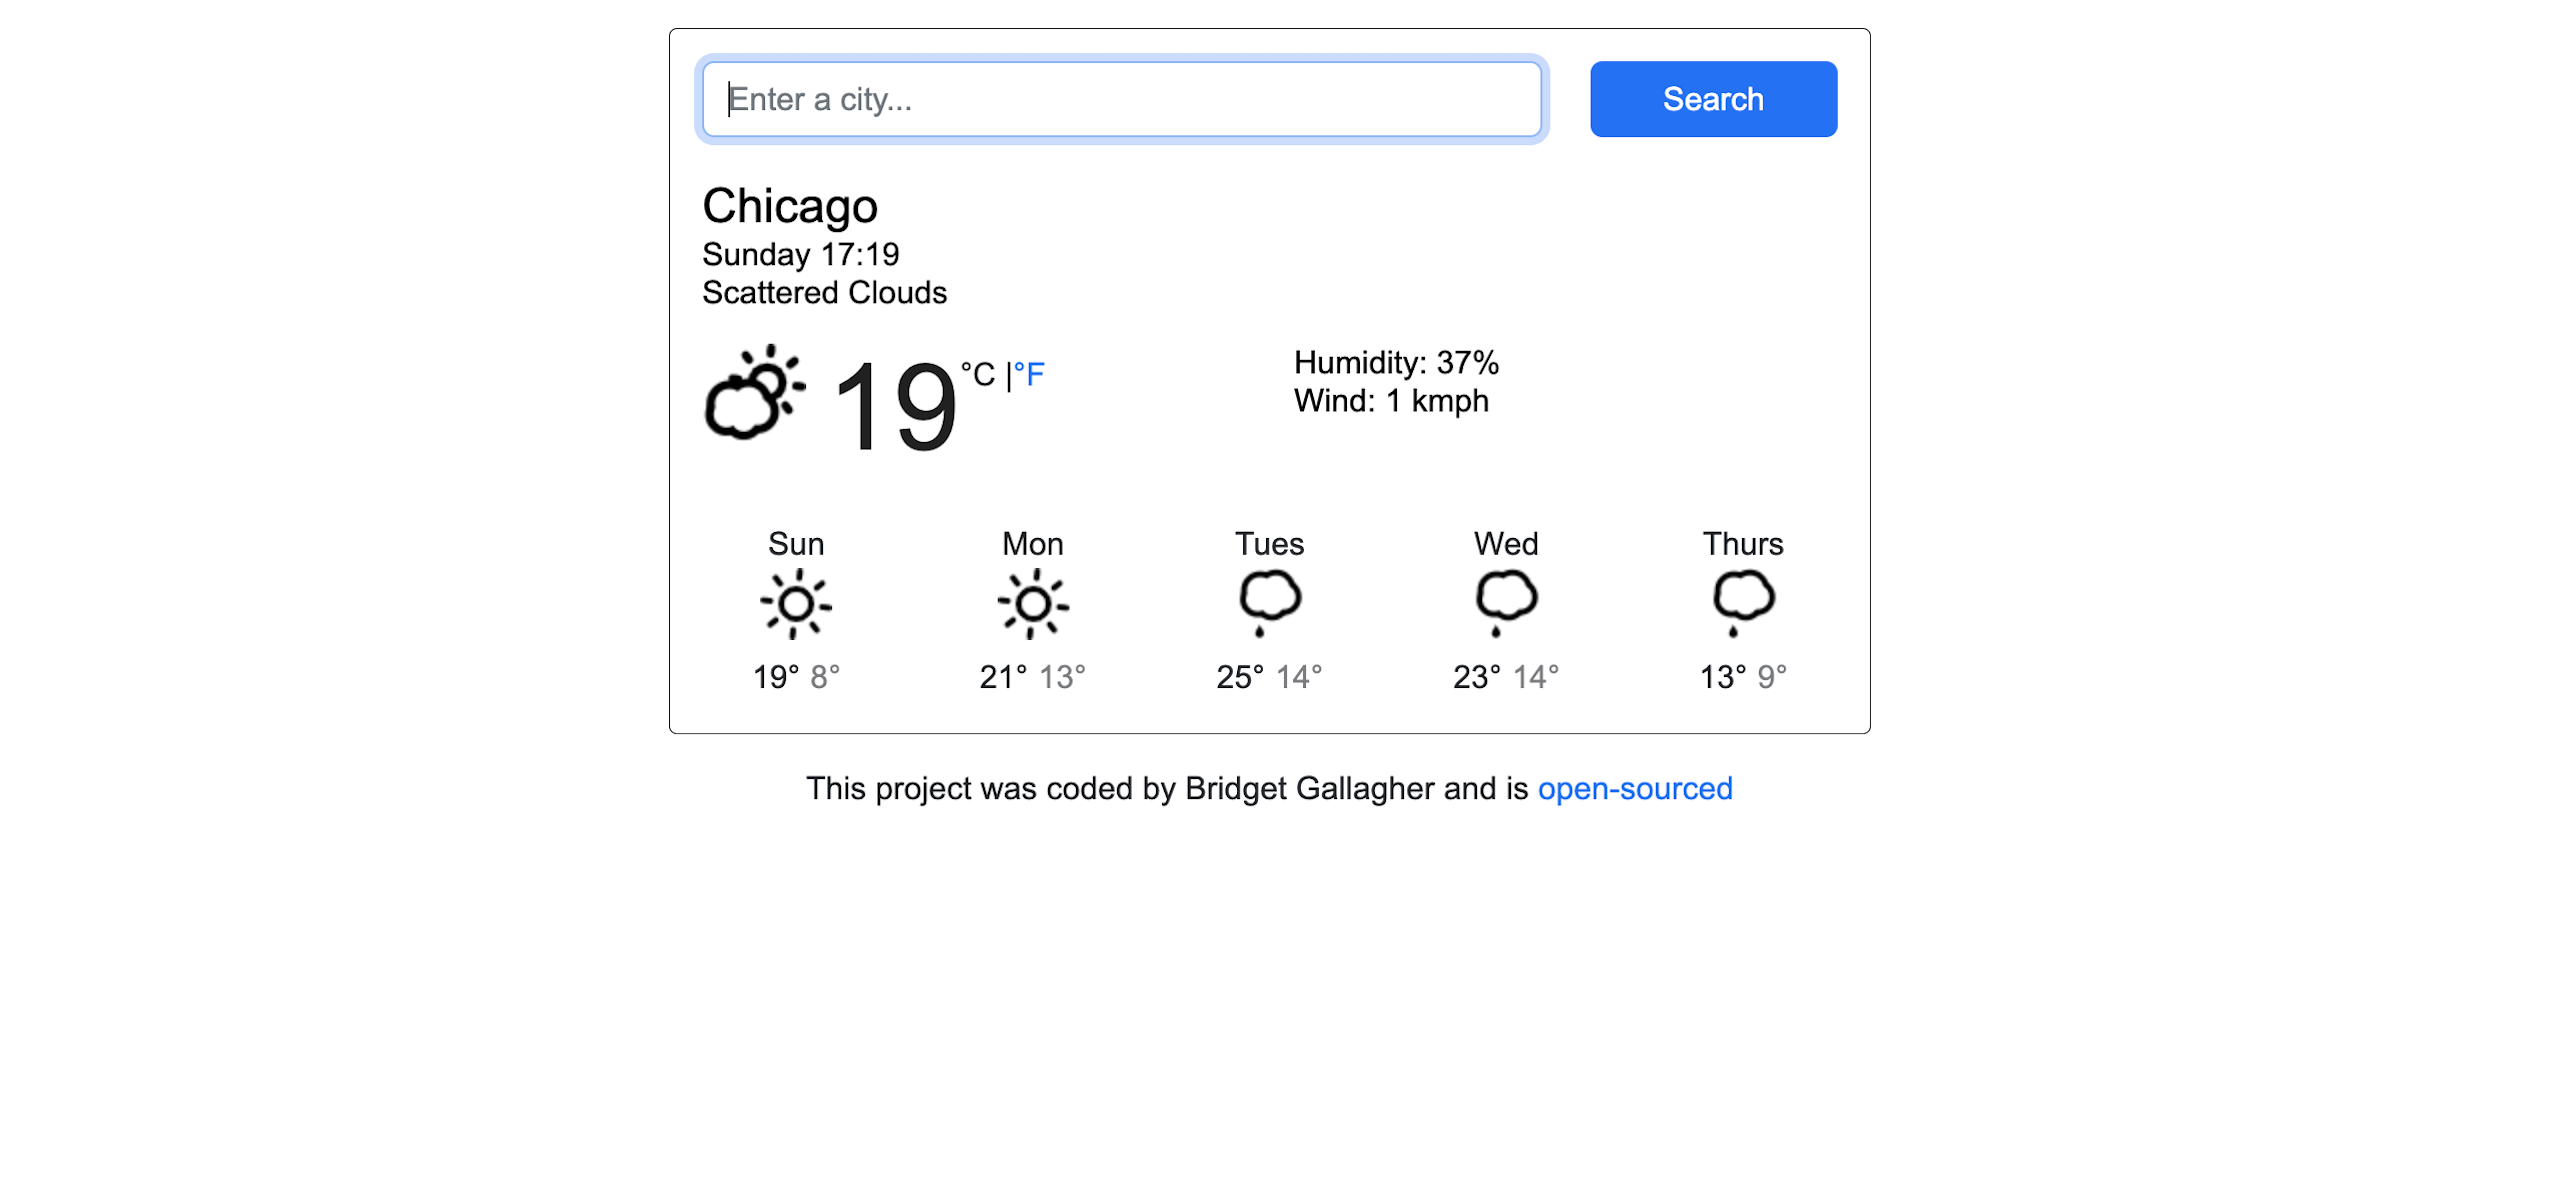 Enter a city...
Search
Chicago
Sunday 17:19
Scattered Clouds
19 °C |°F
Humidity: 37%
Wind: 1 kmph
Sun Mon Tues Wed Thurs
19° 8° 21° 13° 25° 14° 23° 14° 13° 9°
This project was coded by Bridget Gallagher and is open-sourced